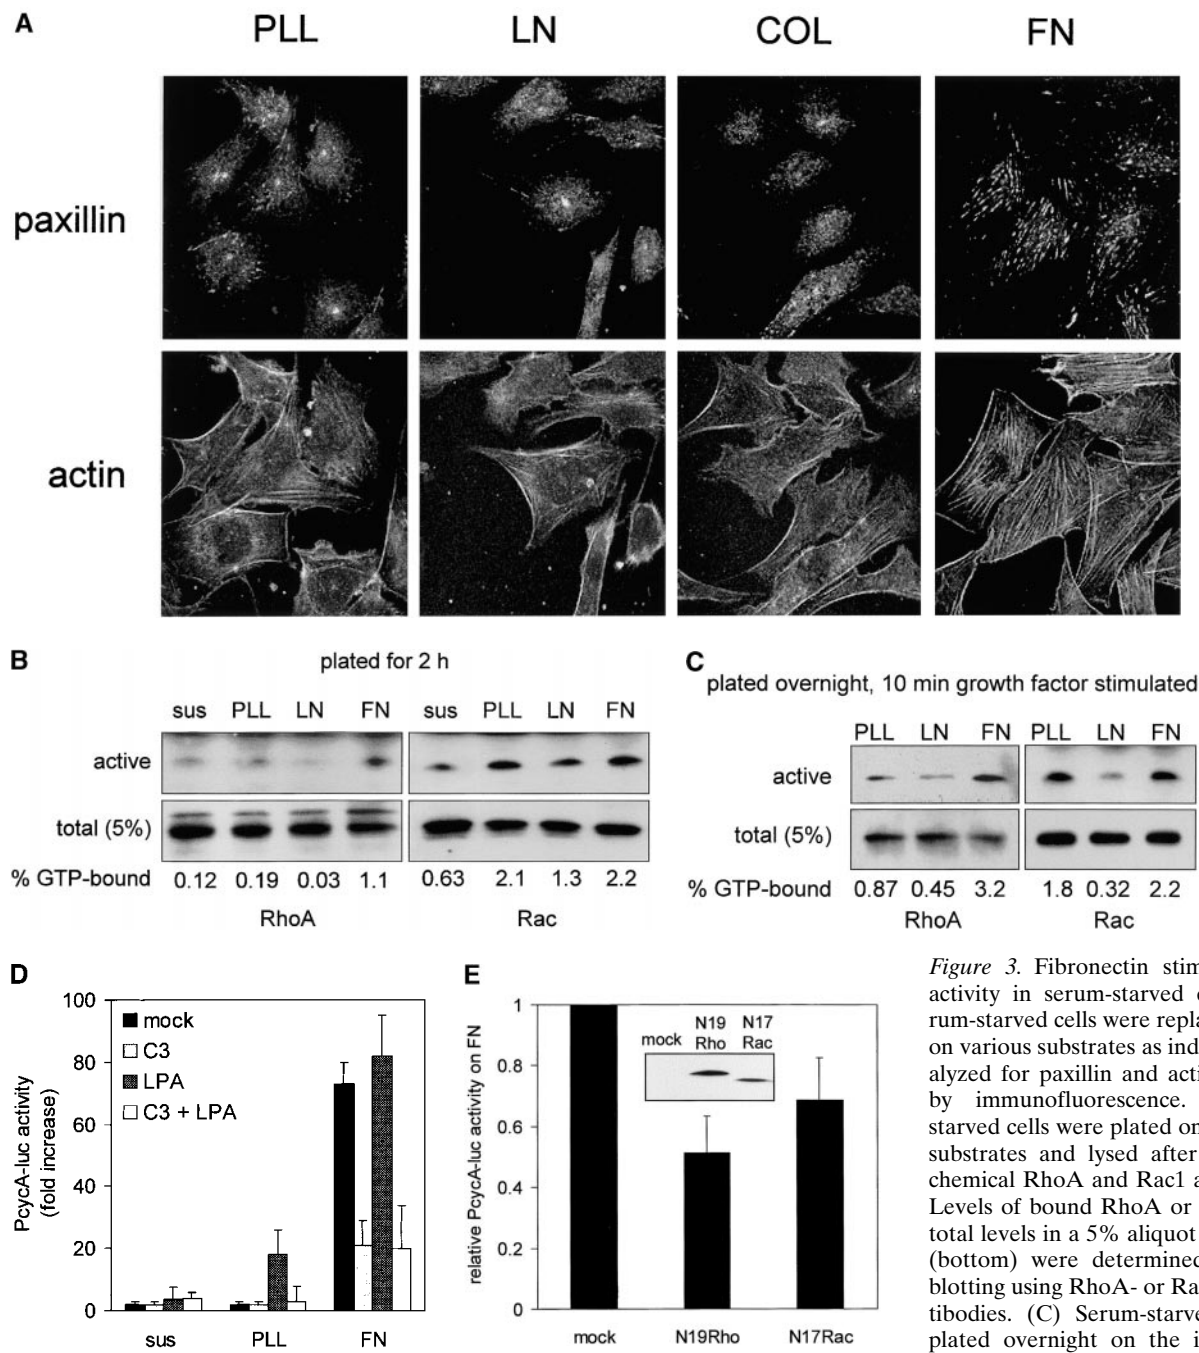 A
PLL LN COL FN
paxillin
actin
B
plated for 2 h
sus PLL LN FN sus PLL LN FN
active
total (5%)
% GTP-bound 0.12 0.19 0.03 1.1 0.63 2.1 1.3 2.2
RhoA Rac
C
plated overnight, 10 min growth factor stimulated
PLL LN FN PLL LN FN
active
total (5%)
% GTP-bound 0.87 0.45 3.2 1.8 0.32 2.2
RhoA Rac
D
PcycA-luc activity
(fold increase)
100
80
60
40
20
0
mock
C3
LPA
C3 + LPA
sus PLL FN
E
relative PcycA-luc activity on FN
1
0.8
0.6
0.4
0.2
0
mock N19 Rho N17 Rac
mock N19Rho N17Rac
Figure 3. Fibronectin stim
activity in serum-starved
rum-starved cells were repla
on various substrates as ind
alyzed for paxillin and acti
by immunofluorescence.
starved cells were plated on
substrates and lysed after
chemical RhoA and Rac1 a
Levels of bound RhoA or
total levels in a 5% aliquot
(bottom) were determined
blotting using RhoA- or Ra
tibodies. (C) Serum-starve
plated overnight on the i